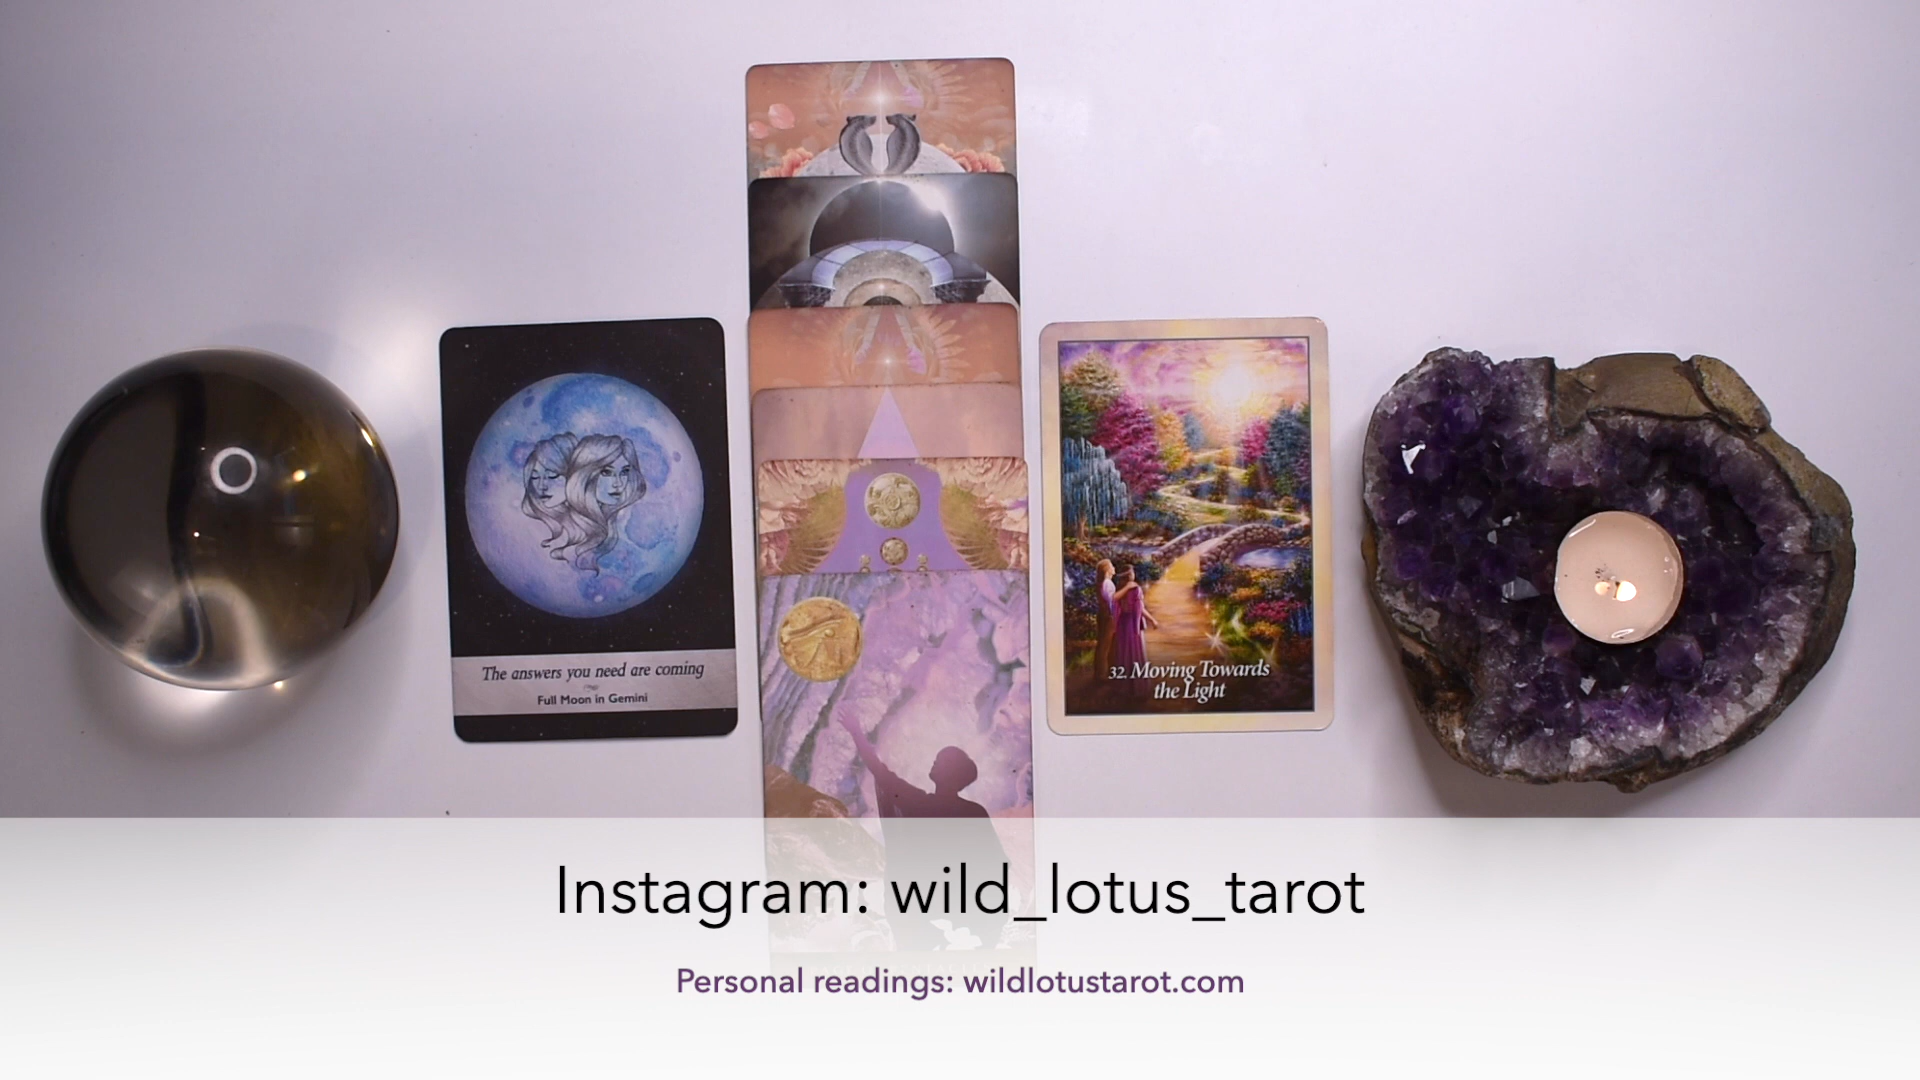 The answers you need are coming
Full Moon in Gemini
32. Moving Towards
the Light
Instagram: wild_lotus_tarot
Personal readings: wildlotustarot.com